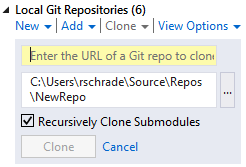 Local Git Repositories (6)
New Add Clone View Options
Enter the URL of a Git repo to clone
C:\Users\rschrade\Source\Repos
\NewRepo
...
Recursively Clone Submodules
Clone Cancel